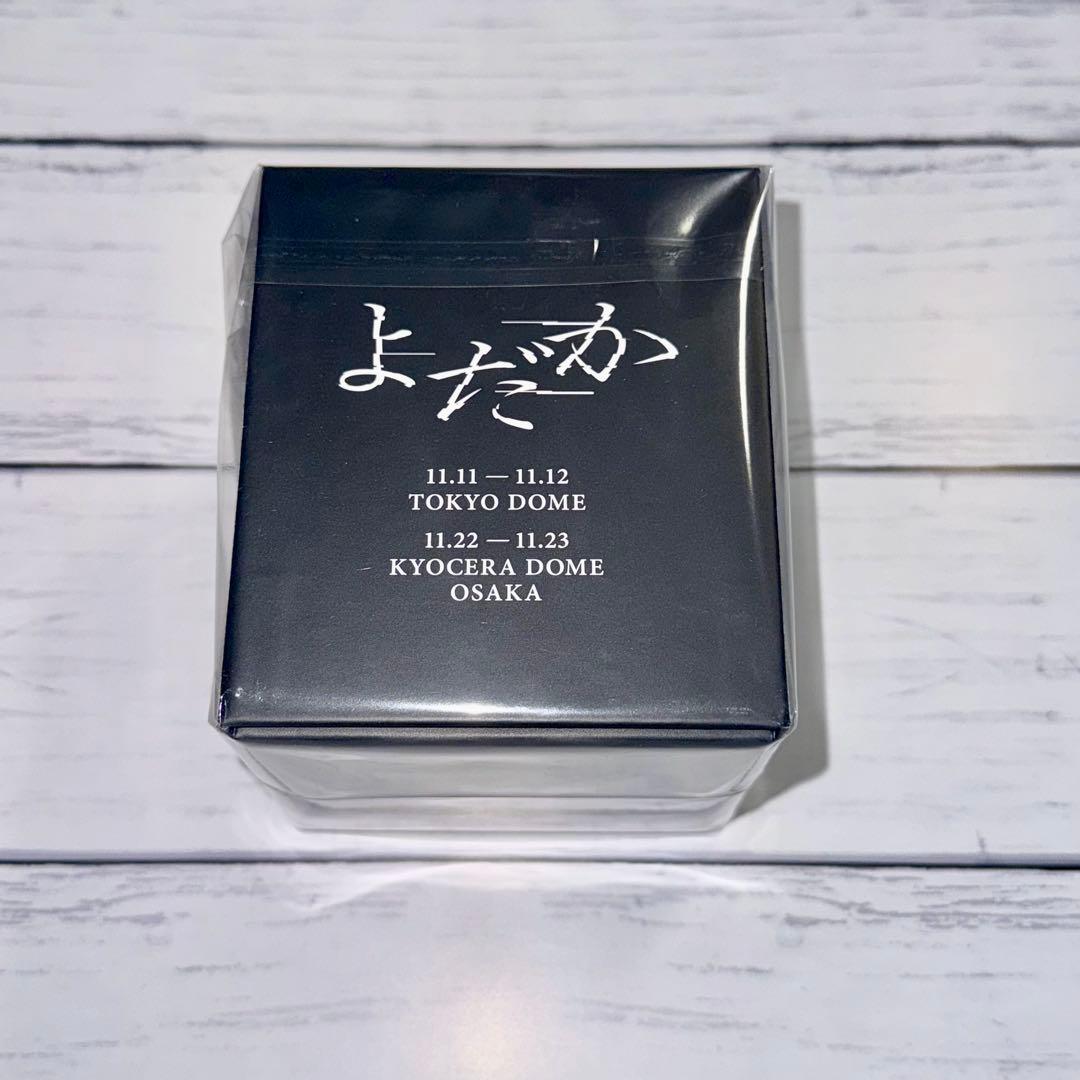 よだか
11.11 — 11.12
TOKYO DOME
11.22 — 11.23
KYOCERA DOME
OSAKA